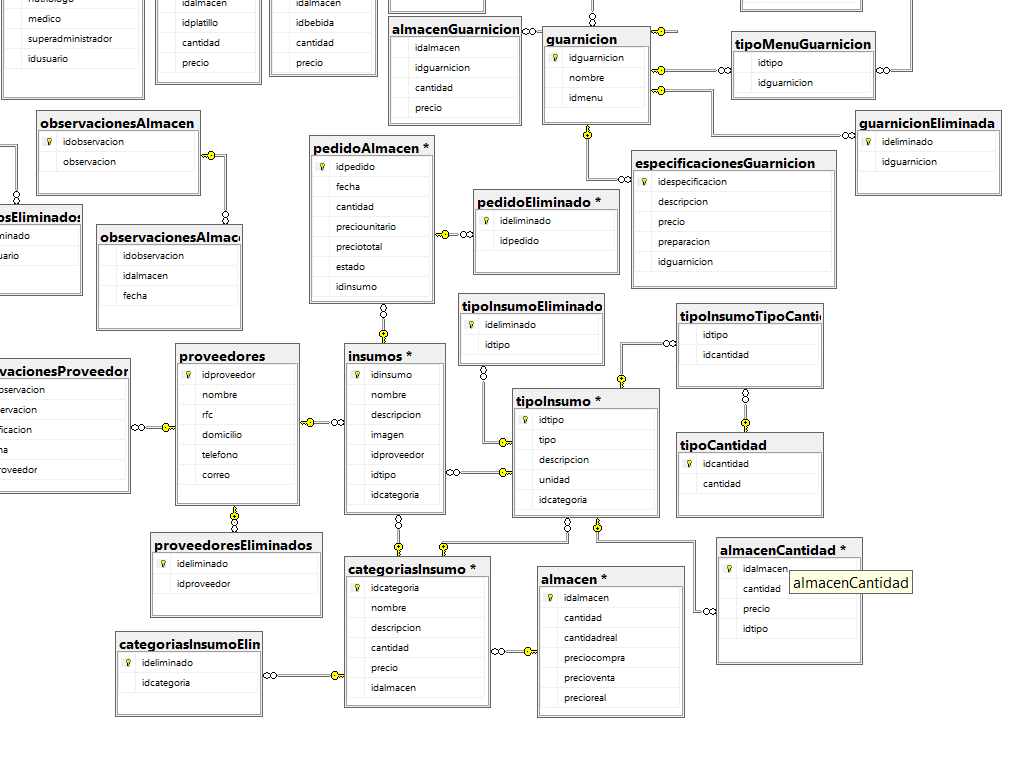 medico
superadministrador
idusuario
idalmacen
idplatillo
cantidad
precio
idalmacen
idbebida
cantidad
precio
almacenGuarnicion
idalmacen
idguarnicion
cantidad
precio
guarnicion
idguarnicion
nombre
idmenu
tipoMenuGuarnicion
idtipo
idguarnicion
guarnicionEliminada
ideliminado
idguarnicion
observacionesAlmacen
idobservacion
observacion
pedidoAlmacen *
idpedido
fecha
cantidad
preciounitario
preciototal
estado
idinsumo
especificacionesGuarnicion
idespecificacion
descripcion
precio
preparacion
idguarnicion
pedidoEliminado *
ideliminado
idpedido
osEliminados
minado
uario
observacionesAlmac
idobservacion
idalmacen
fecha
tipoInsumoEliminado
ideliminado
idtipo
tipoInsumoTipoCanti
idtipo
idcantidad
vacionesProveedor
bservacion
ervacion
ificacion
ha
roveedor
proveedores
idproveedor
nombre
rfc
domicilio
telefono
correo
insumos *
idinsumo
nombre
descripcion
imagen
idproveedor
idtipo
idcategoria
tipoInsumo *
idtipo
tipo
descripcion
unidad
idcategoria
tipoCantidad
idcantidad
cantidad
proveedoresEliminados
ideliminado
idproveedor
categoriasInsumo *
idcategoria
nombre
descripcion
cantidad
precio
idalmacen
almacen *
idalmacen
cantidad
cantidadreal
preciocompra
precioventa
precioreal
almacenCantidad *
idalmacen
cantidad
precio
idtipo
almacenCantidad
categoriasInsumoElin
ideliminado
idcategoria